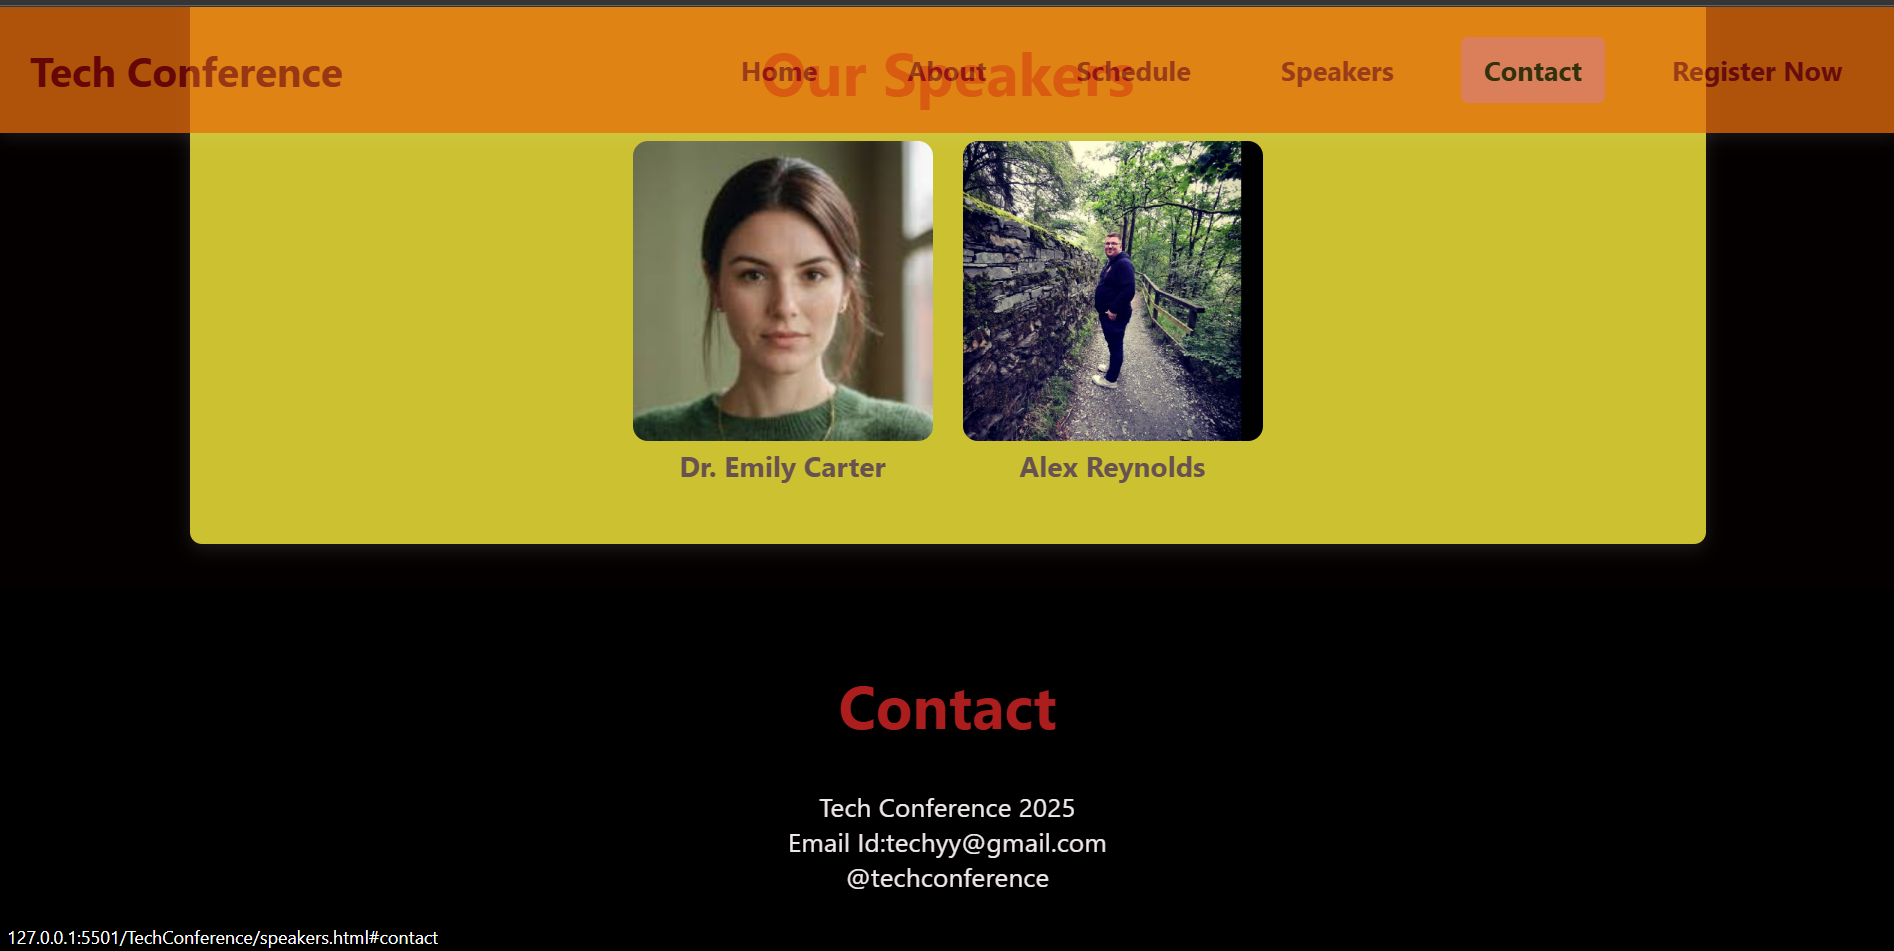 Tech Conference
Home About Schedule Speakers Contact Register Now
Our Speakers
Dr. Emily Carter
Alex Reynolds
Contact
Tech Conference 2025
Email Id:techyy@gmail.com
@techconference
127.0.0.1:5501/TechConference/speakers.html#contact